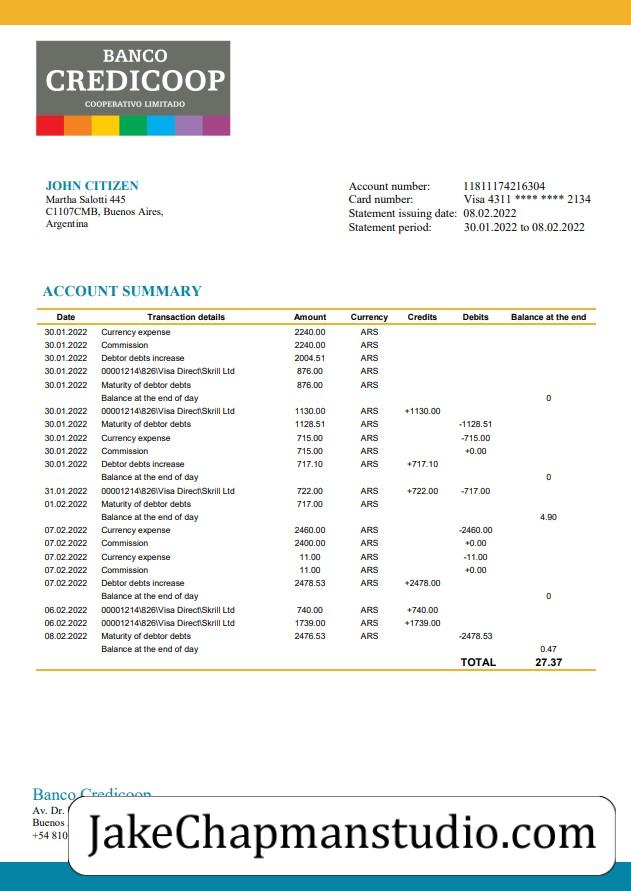 BANCO
CREDICOOP
COOPERATIVO LIMITADO
JOHN CITIZEN
Martha Salotti 445
C1107CMB, Buenos Aires,
Argentina
Account number: 11811174216304
Card number: Visa 4311 **** **** 2134
Statement issuing date: 08.02.2022
Statement period: 30.01.2022 to 08.02.2022
ACCOUNT SUMMARY
Date Transaction details Amount Currency Credits Debits Balance at the end
30.01.2022 Currency expense 2240.00 ARS
30.01.2022 Commission 2240.00 ARS
30.01.2022 Debtor debts increase 2004.51 ARS
30.01.2022 00001214\826\Visa Direct\Skrill Ltd 876.00 ARS
30.01.2022 Maturity of debtor debts 876.00 ARS
Balance at the end of day 0
30.01.2022 00001214\826\Visa Direct\Skrill Ltd 1130.00 ARS +1130.00
30.01.2022 Maturity of debtor debts 1128.51 ARS -1128.51
30.01.2022 Currency expense 715.00 ARS -715.00
30.01.2022 Commission 715.00 ARS +0.00
30.01.2022 Debtor debts increase 717.10 ARS +717.10
Balance at the end of day 0
31.01.2022 00001214\826\Visa Direct\Skrill Ltd 722.00 ARS +722.00 -717.00
01.02.2022 Maturity of debtor debts 717.00 ARS
Balance at the end of day 4.90
07.02.2022 Currency expense 2460.00 ARS -2460.00
07.02.2022 Commission 2400.00 ARS +0.00
07.02.2022 Currency expense 11.00 ARS -11.00
07.02.2022 Commission 11.00 ARS +0.00
07.02.2022 Debtor debts increase 2478.53 ARS +2478.00
Balance at the end of day 0
06.02.2022 00001214\826\Visa Direct\Skrill Ltd 740.00 ARS +740.00
06.02.2022 00001214\826\Visa Direct\Skrill Ltd 1739.00 ARS +1739.00
08.02.2022 Maturity of debtor debts 2476.53 ARS -2478.53
Balance at the end of day 0.47
TOTAL 27.37
Banco Credicoop
Av. Dr.
Buenos
+54 810
JakeChapmanstudio.com